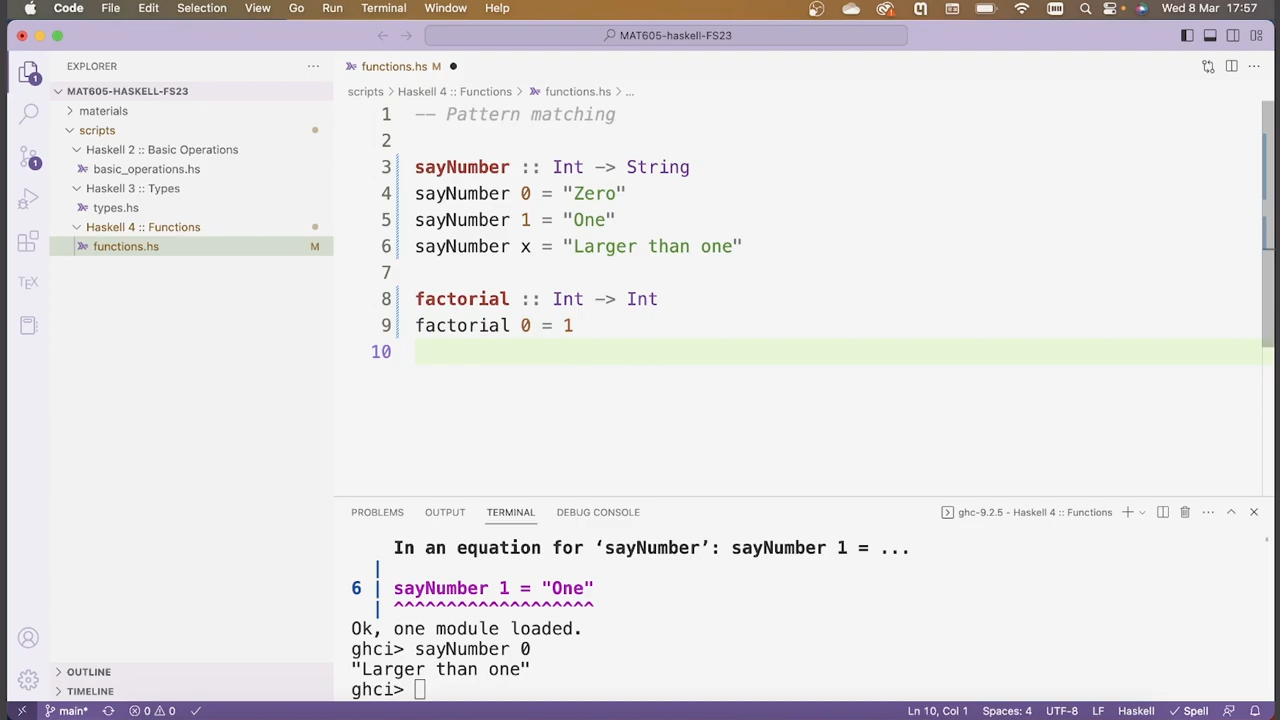 Code File Edit Selection View Go Run Terminal Window Help Wed 8 Mar 17:57
MAT605-haskell-FS23
EXPLORER
functions.hs M
MAT605-HASKELL-FS23
scripts > Haskell 4 :: Functions > functions.hs > ...
materials
scripts
Haskell 2 :: Basic Operations
basic_operations.hs
Haskell 3 :: Types
types.hs
Haskell 4 :: Functions
functions.hs M
TEX
1
1
OUTLINE
TIMELINE
1 -- Pattern matching
2
3 sayNumber :: Int -> String
4 sayNumber 0 = "Zero"
5 sayNumber 1 = "One"
6 sayNumber x = "Larger than one"
7
8 factorial :: Int -> Int
9 factorial 0 = 1
10
PROBLEMS OUTPUT TERMINAL DEBUG CONSOLE ghc-9.2.5 - Haskell 4 :: Functions
In an equation for ‘sayNumber’: sayNumber 1 = ...
|
6 | sayNumber 1 = "One"
| ^^^^^^^^^^^^^^^^^^^
Ok, one module loaded.
ghci> sayNumber 0
"Larger than one"
ghci>
main* 0 0 Ln 10, Col 1 Spaces: 4 UTF-8 LF Haskell Spell